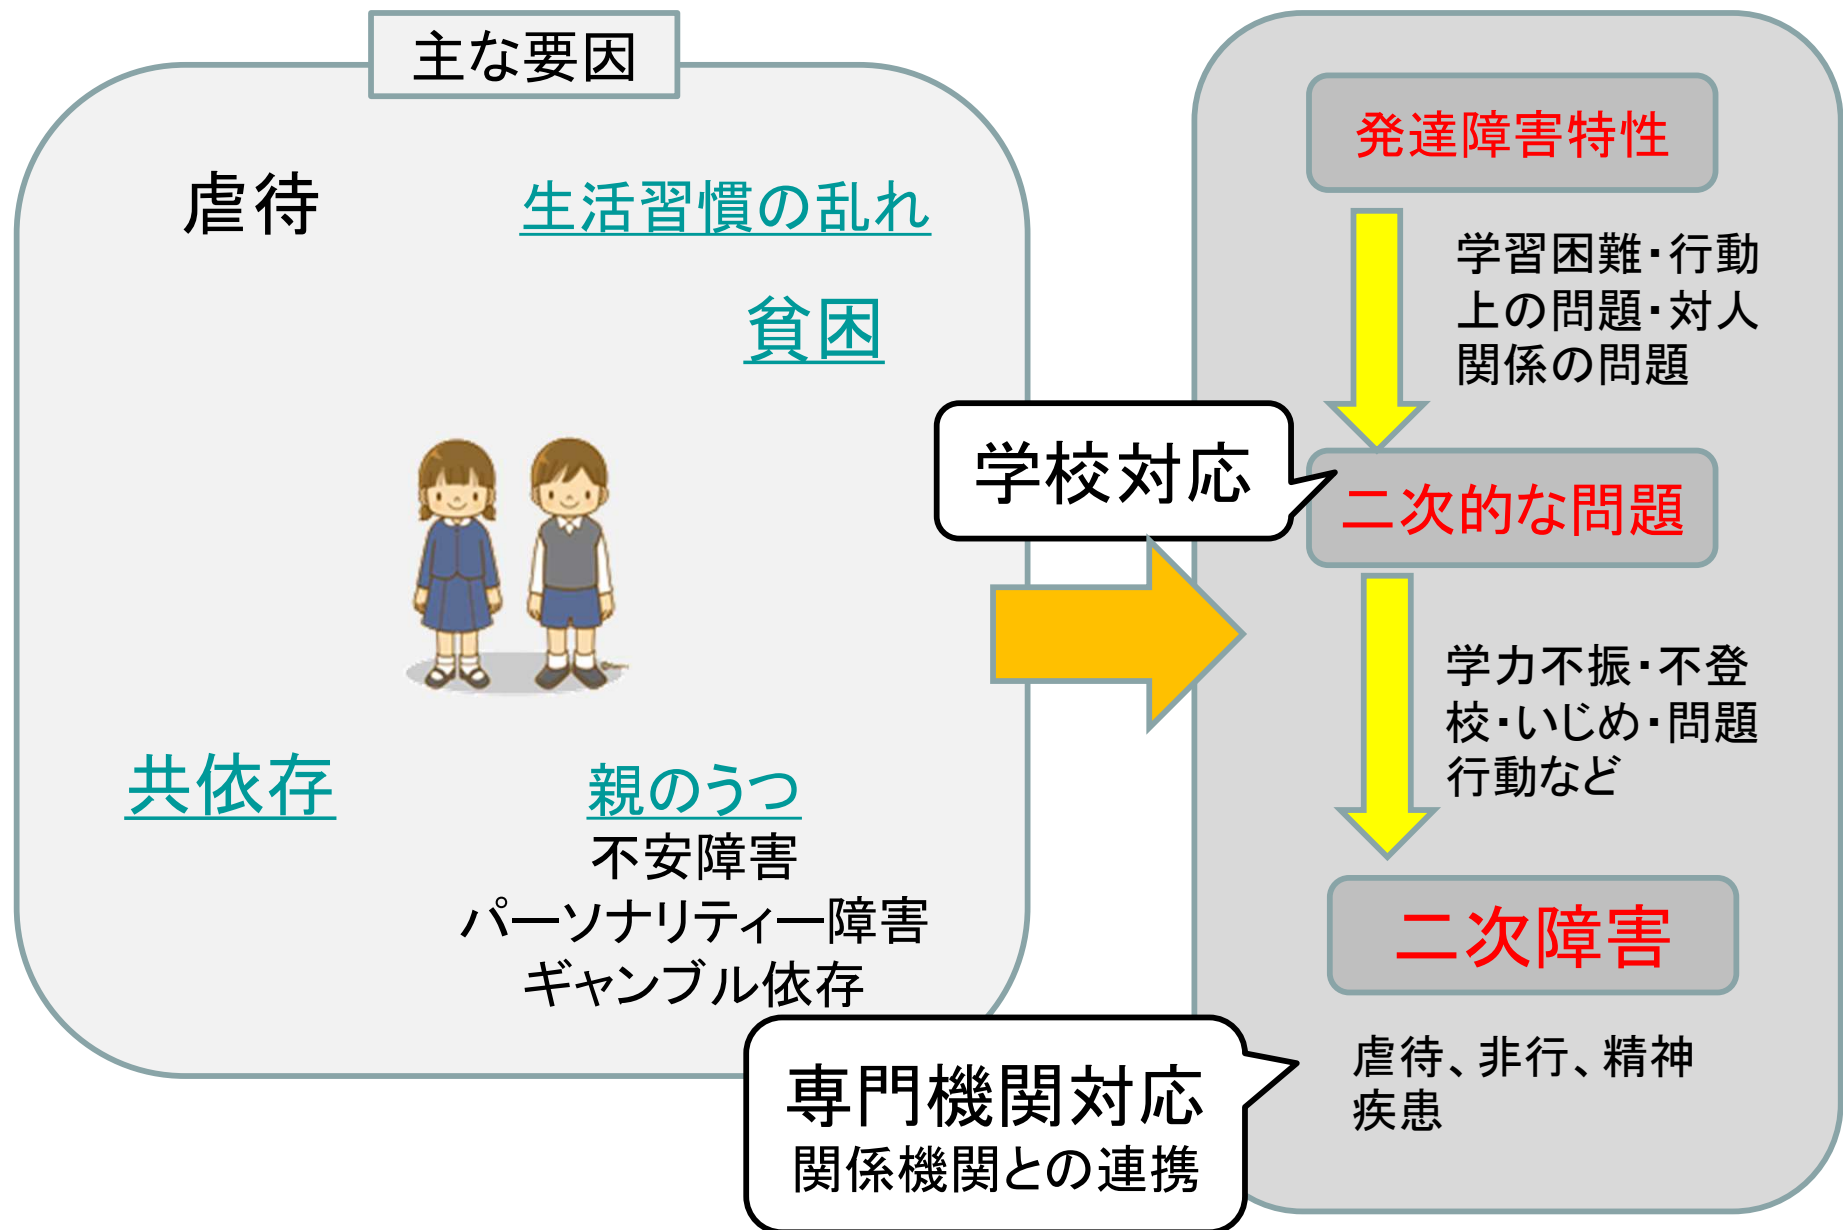 主な要因
虐待
生活習慣の乱れ
貧困
共依存
親のうつ
不安障害
パーソナリティー障害
ギャンブル依存
学校対応
専門機関対応
関係機関との連携
発達障害特性
学習困難・行動
上の問題・対人
関係の問題
二次的な問題
学力不振・不登
校・いじめ・問題
行動など
二次障害
虐待、非行、精神
疾患